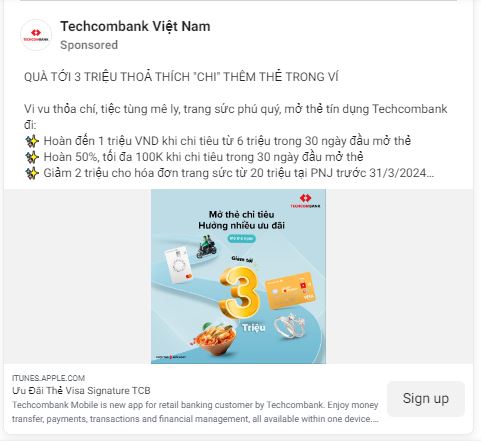 TECHCOMBANK
Techcombank Việt Nam
Sponsored
QUÀ TỚI 3 TRIỆU THOẢ THÍCH "CHI" THÊM THẺ TRONG VÍ
Vi vu thỏa chí, tiệc tùng mê ly, trang sức phú quý, mở thẻ tín dụng Techcombank
đi:
✨ Hoàn đến 1 triệu VND khi chi tiêu từ 6 triệu trong 30 ngày đầu mở thẻ
✨ Hoàn 50%, tối đa 100K khi chi tiêu trong 30 ngày đầu mở thẻ
✨ Giảm 2 triệu cho hóa đơn trang sức từ 20 triệu tại PNJ trước 31/3/2024...
TECHCOMBANK
Mở thẻ chi tiêu
Hưởng nhiều ưu đãi
Giảm tới
3
Triệu
VISA
ITUNES.APPLE.COM
Ưu Đãi Thẻ Visa Signature TCB
Techcombank Mobile is new app for retail banking customer by Techcombank. Enjoy money
transfer, payments, transactions and financial management, all available within one device....
Sign up